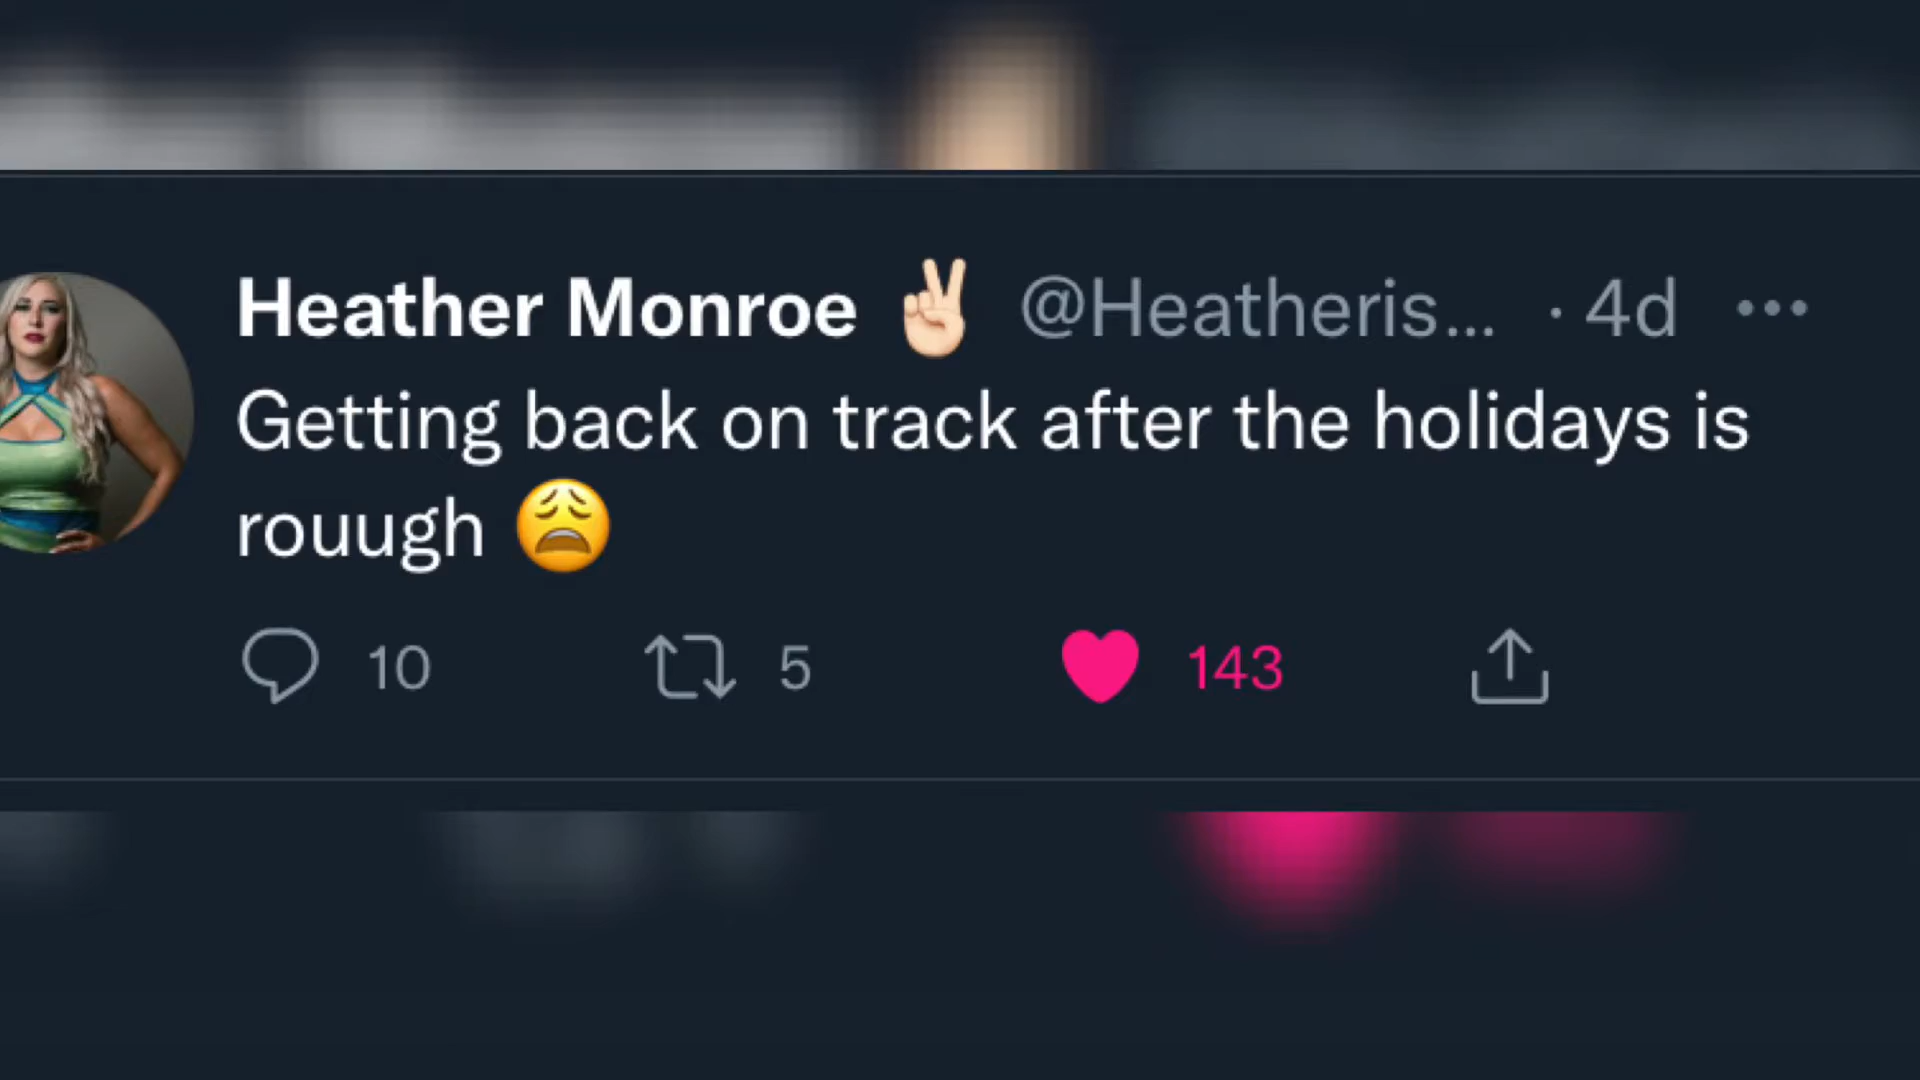 Heather Monroe ✌🏻 @Heatheris... · 4d
Getting back on track after the holidays is
rouugh 😩
10 5 143